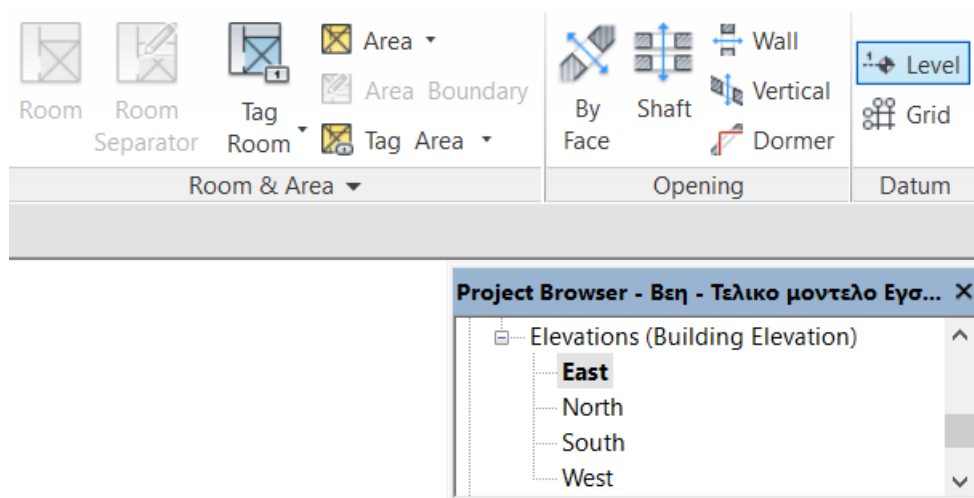 Area
Wall
Level
Area Boundary
Vertical
Room
Room
Separator
Tag
Room
By
Face
Shaft
Grid
Tag Area
Dormer
Room & Area
Opening
Datum
Project Browser - Βεη - Τελικο μοντελο Εγσ...
Elevations (Building Elevation)
East
North
South
West